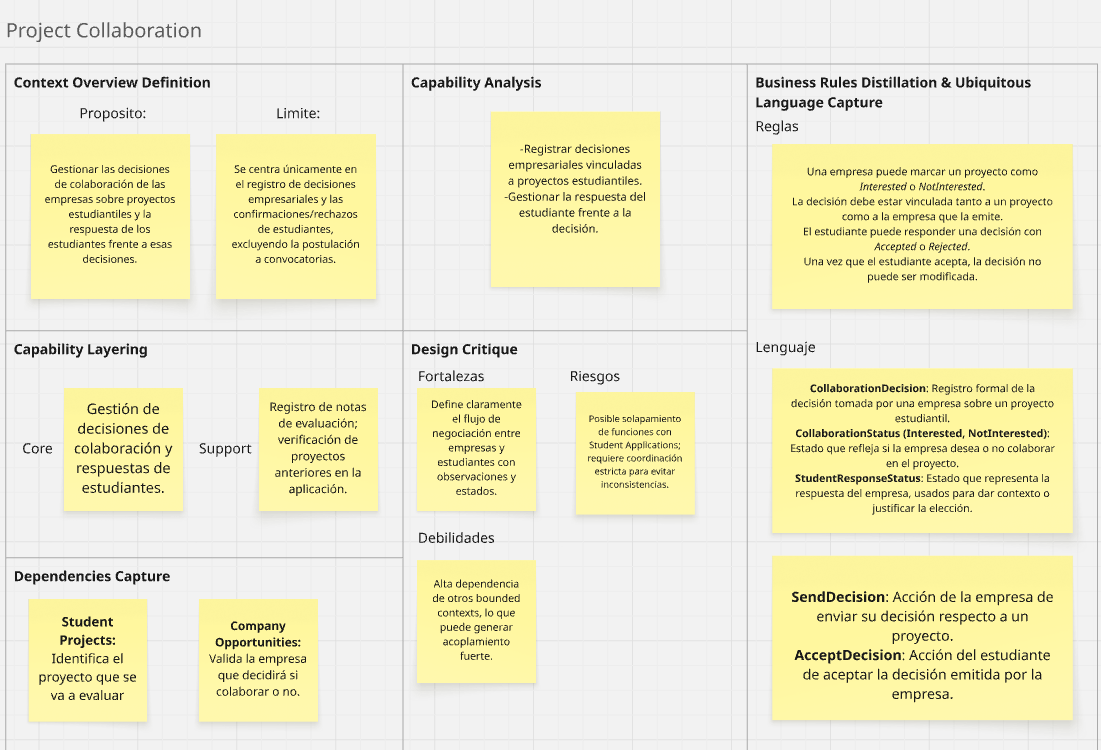 Project Collaboration
Context Overview Definition
Proposito:
Limite:
Gestionar las decisiones
de colaboración de las
empresas sobre proyectos
estudiantiles y la
respuesta de los
estudiantes frente a esas
decisiones.
Se centra únicamente en
el registro de decisiones
empresariales y las
confirmaciones/rechazos
de estudiantes,
excluyendo la postulación
a convocatorias.
Capability Analysis
-Registrar decisiones
empresariales vinculadas
a proyectos estudiantiles.
-Gestionar la respuesta del
estudiante frente a la
decisión.
Business Rules Distillation & Ubiquitous
Language Capture
Reglas
Una empresa puede marcar un proyecto como
Interested o NotInterested.
La decisión debe estar vinculada tanto a un proyecto
como a la empresa que la emite.
El estudiante puede responder una decisión con
Accepted o Rejected.
Una vez que el estudiante acepta, la decisión no
puede ser modificada.
Lenguaje
CollaborationDecision: Registro formal de la
decisión tomada por una empresa sobre un proyecto
estudiantil.
CollaborationStatus (Interested, NotInterested):
Estado que refleja si la empresa desea o no colaborar
en el proyecto.
StudentResponseStatus: Estado que representa la
respuesta del empresa, usados para dar contexto o
justificar la elección.
SendDecision: Acción de la empresa de
enviar su decisión respecto a un
proyecto.
AcceptDecision: Acción del estudiante
de aceptar la decisión emitida por la
empresa.
Capability Layering
Core
Gestión de
decisiones de
colaboración y
respuestas de
estudiantes.
Support
Registro de notas
de evaluación;
verificación de
proyectos
anteriores en la
aplicación.
Design Critique
Fortalezas
Define claramente
el flujo de
negociación entre
empresas y
estudiantes con
observaciones y
estados.
Riesgos
Posible solapamiento
de funciones con
Student Applications;
requiere coordinación
estricta para evitar
inconsistencias.
Debilidades
Alta dependencia
de otros bounded
contexts, lo que
puede generar
acoplamiento
fuerte.
Dependencies Capture
Student
Projects:
Identifica el
proyecto que se
va a evaluar
Company
Opportunities:
Valida la empresa
que decidirá si
colaborar o no.